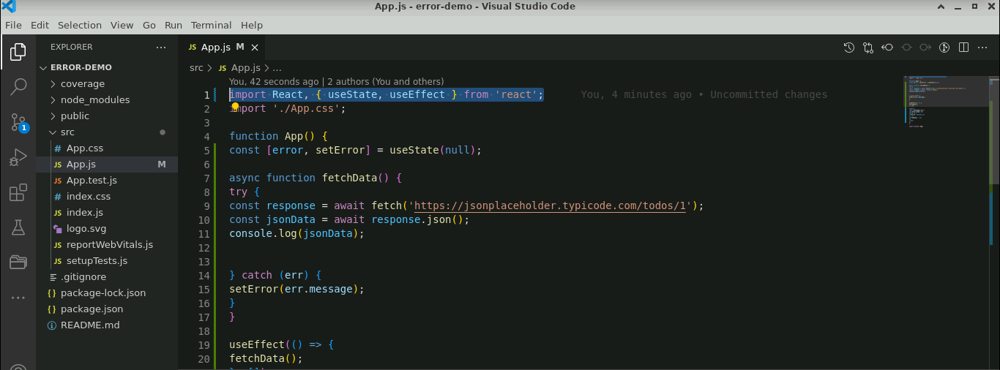 App.js - error-demo - Visual Studio Code
File Edit Selection View Go Run Terminal Help
EXPLORER
App.js M
ERROR-DEMO
src > App.js > ...
coverage
node_modules
public
src
App.css
App.js M
App.test.js
index.css
index.js
logo.svg
reportWebVitals.js
setupTests.js
.gitignore
package-lock.json
package.json
README.md
1
You, 42 seconds ago | 2 authors (You and others)
1 import React, { useState, useEffect } from 'react'; You, 4 minutes ago • Uncommitted changes
2 import './App.css';
3
4 function App() {
5 const [error, setError] = useState(null);
6
7 async function fetchData() {
8 try {
9 const response = await fetch('https://jsonplaceholder.typicode.com/todos/1');
10 const jsonData = await response.json();
11 console.log(jsonData);
12
13
14 } catch (err) {
15 setError(err.message);
16 }
17 }
18
19 useEffect(() => {
20 fetchData();